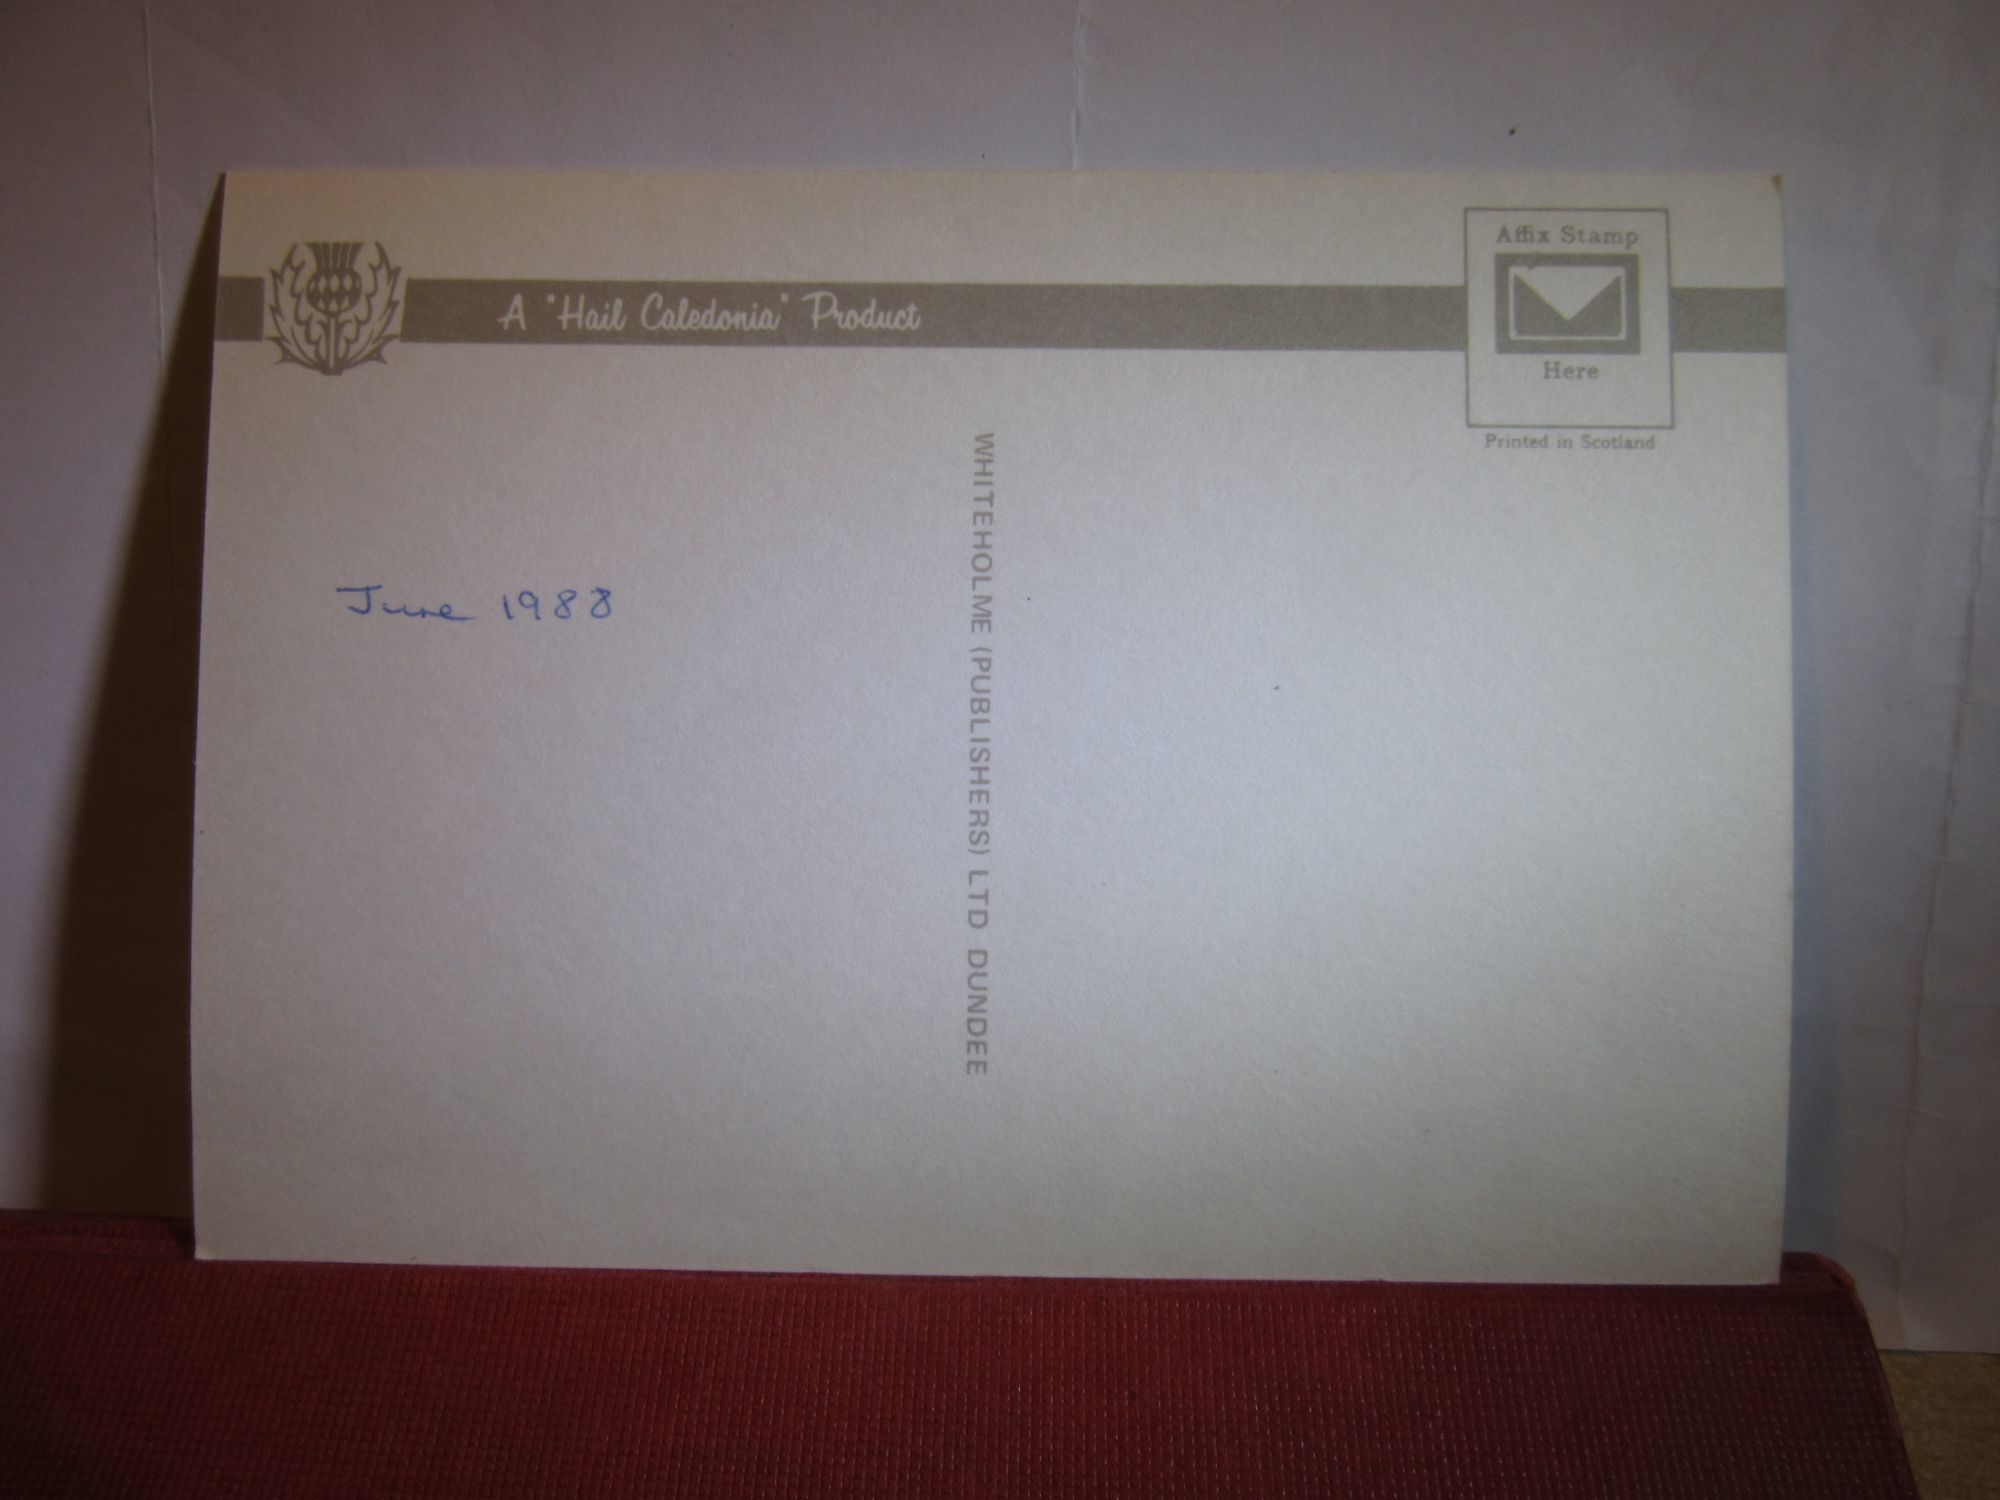 A "Hail Caledonia" Product
Affix Stamp
Here
Printed in Scotland
June 1988
WHITEHOLME (PUBLISHERS) LTD DUNDEE